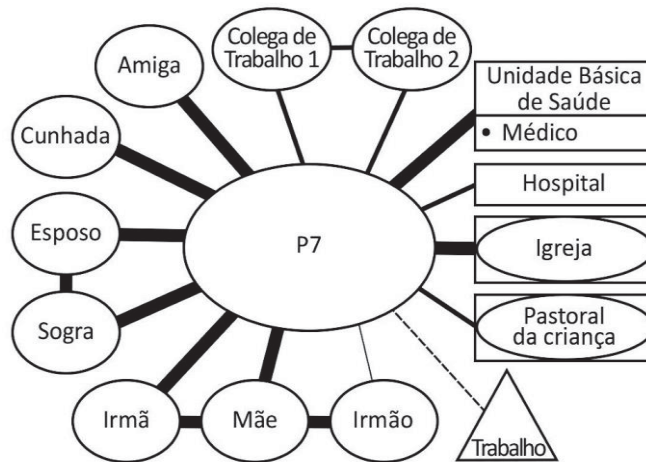 Colega de
Trabalho 1
Colega de
Trabalho 2
Amiga
Unidade Básica
de Saúde
• Médico
Cunhada
Hospital
Esposo
P7
Igreja
Sogra
Pastoral
da criança
Irmã
Mãe
Irmão
Trabalho